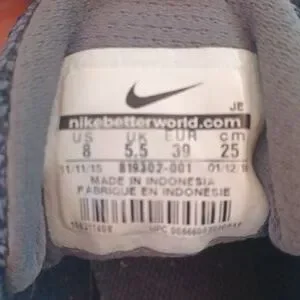 JE
nikebetterworld.com
US UK EUR cm
8 5.5 39 25
11/11/15 819302-001 01/12/16
MADE IN INDONESIA
FABRIQUE EN INDONESIE
UPC